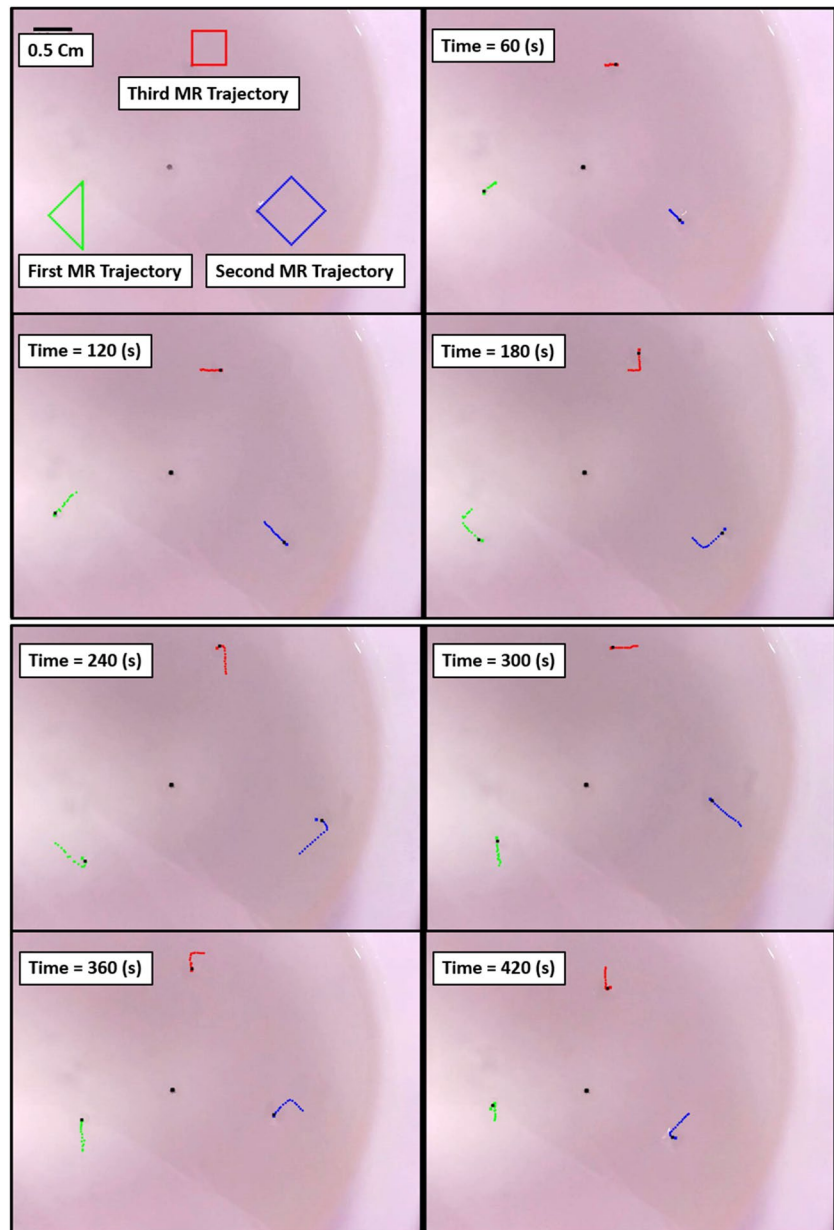 0.5 Cm
Third MR Trajectory
First MR Trajectory
Second MR Trajectory
Time = 60 (s)
Time = 120 (s)
Time = 180 (s)
Time = 240 (s)
Time = 300 (s)
Time = 360 (s)
Time = 420 (s)